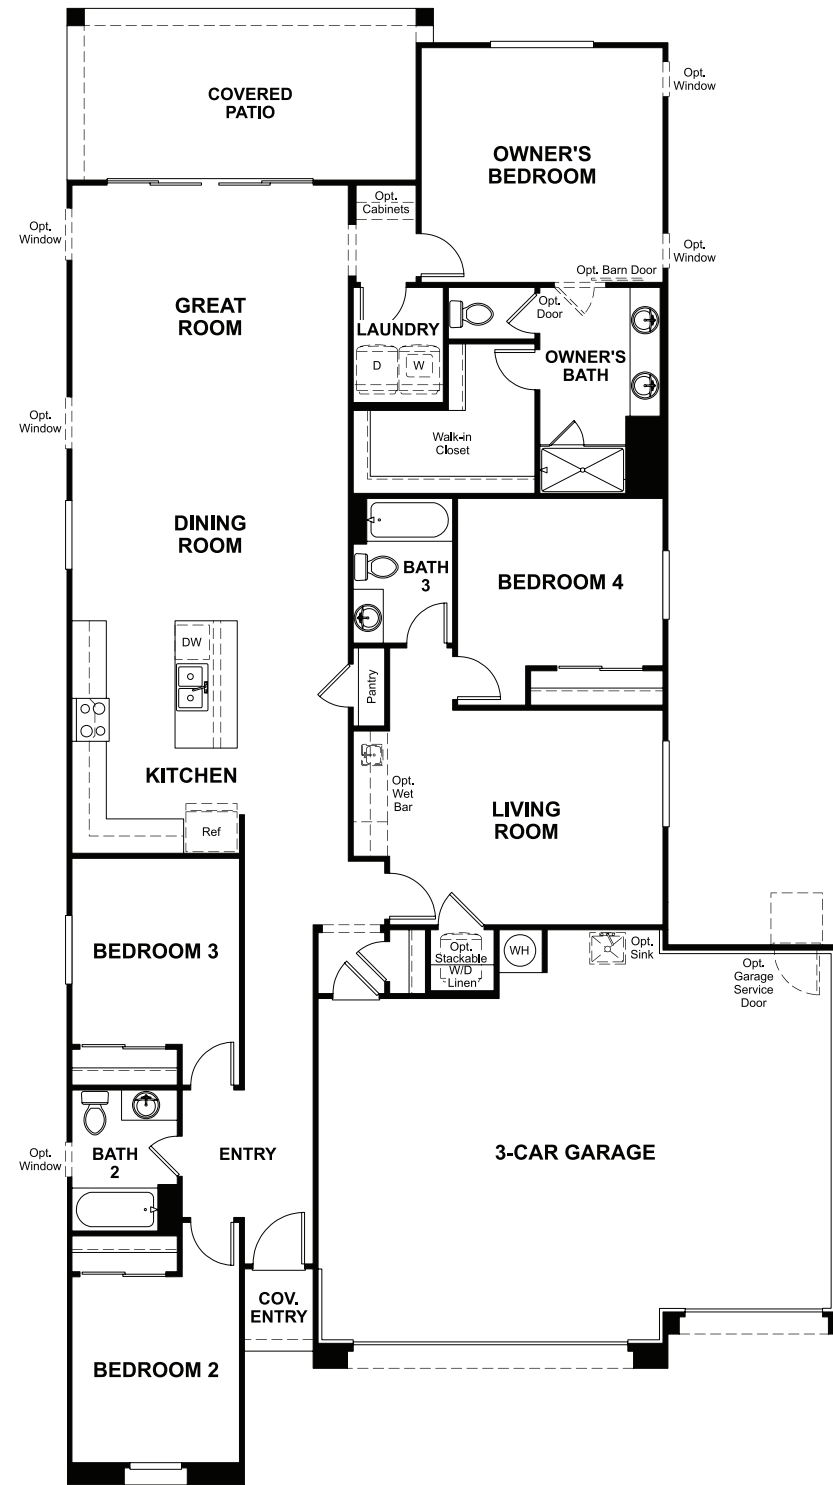 COVERED
PATIO
Opt.
Window
OWNER'S
BEDROOM
Opt.
Cabinets
Opt.
Window
Opt.
Window
Opt. Barn Door
GREAT
ROOM
Opt.
Door
LAUNDRY
D
W
OWNER'S
BATH
Opt.
Window
Walk-in
Closet
DINING
ROOM
BATH
3
BEDROOM 4
DW
Pantry
KITCHEN
Opt.
Wet
Bar
LIVING
ROOM
Ref
BEDROOM 3
Opt.
Stackable
W/D
Linen
WH
Opt.
Sink
Opt.
Garage
Service
Door
Opt.
Window
BATH
2
ENTRY
3-CAR GARAGE
COV.
ENTRY
BEDROOM 2